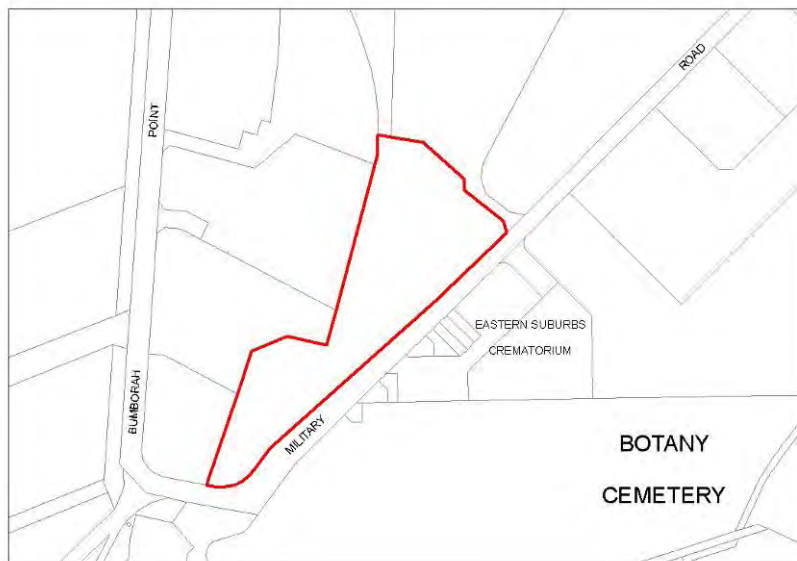 ROAD
POINT
EASTERN SUBURBS
CREMATORIUM
BUMBORAH
MILITARY
BOTANY
CEMETERY